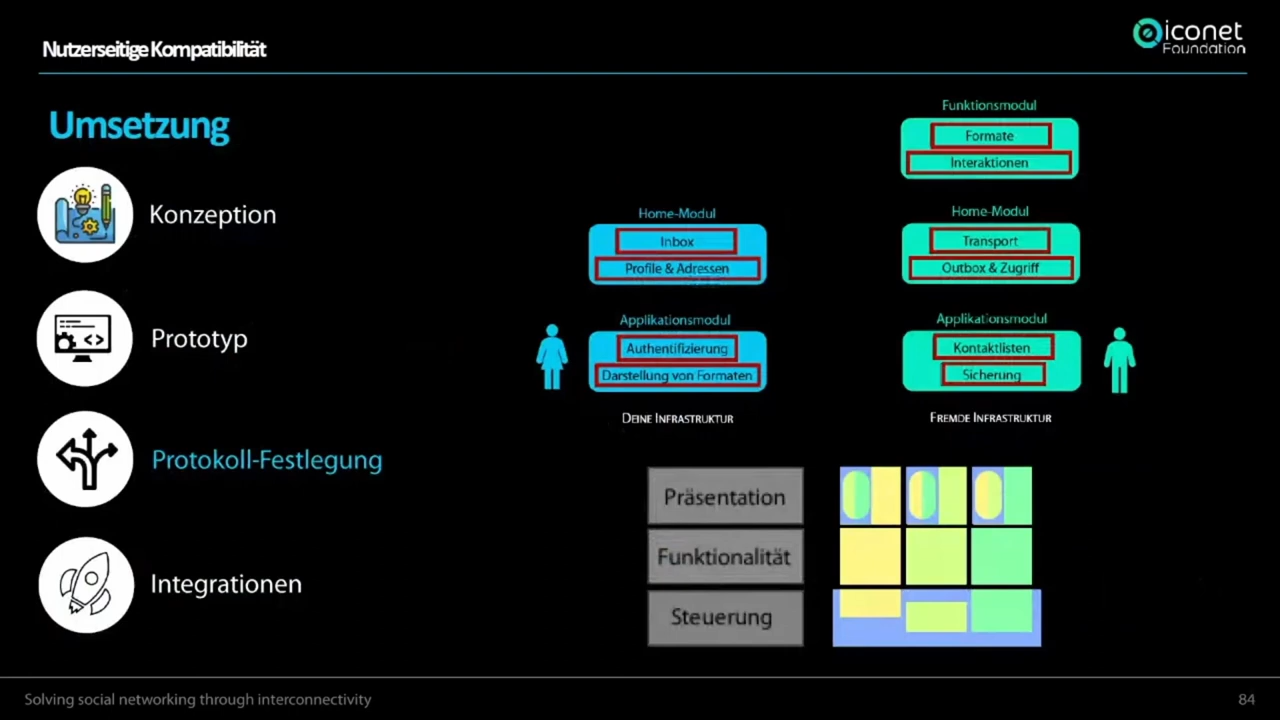 Nutzerseitige Kompatibilität
iconet
Foundation
Umsetzung
Konzeption
Prototyp
Protokoll-Festlegung
Integrationen
Funktionsmodul
Formate
Interaktionen
Home-Modul
Inbox
Profile & Adressen
Home-Modul
Transport
Outbox & Zugriff
Applikationsmodul
Authentifizierung
Darstellung von Formaten
Applikationsmodul
Kontaktlisten
Sicherung
DEINE INFRASTRUKTUR
FREMDE INFRASTRUKTUR
Präsentation
Funktionalität
Steuerung
Solving social networking through interconnectivity
84